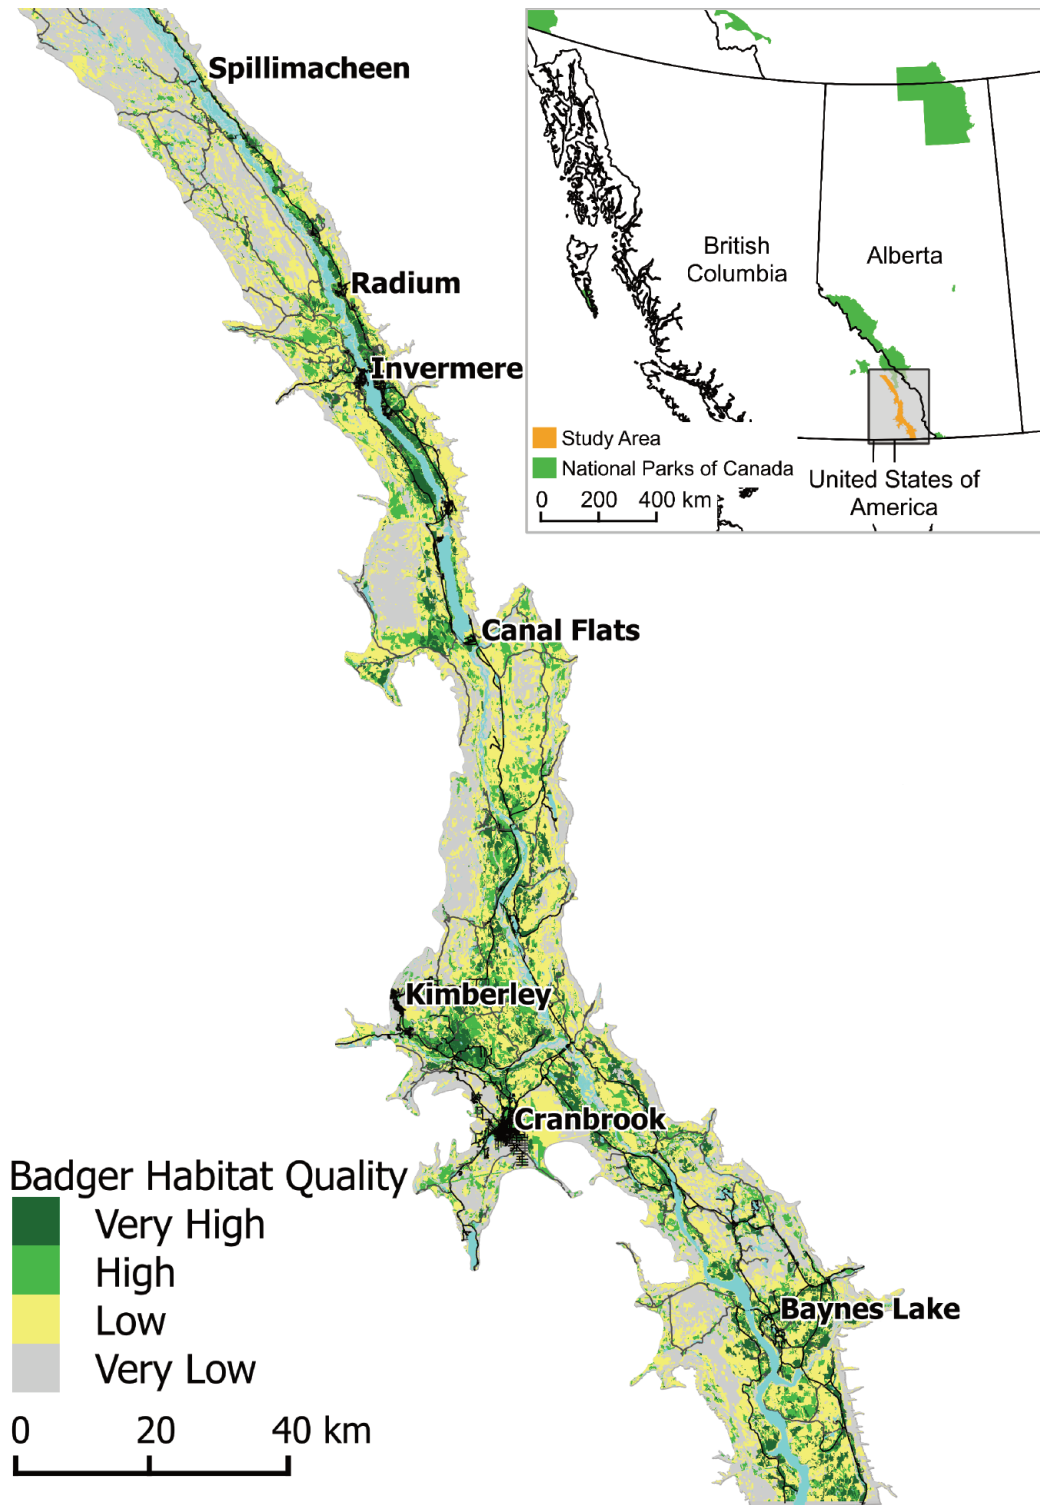 Spillimacheen
Radium
Invermere
Canal Flats
Kimberley
Cranbrook
Baynes Lake
British
Columbia
Alberta
Study Area
National Parks of Canada
0 200 400 km
United States of
America
Badger Habitat Quality
Very High
High
Low
Very Low
0 20 40 km